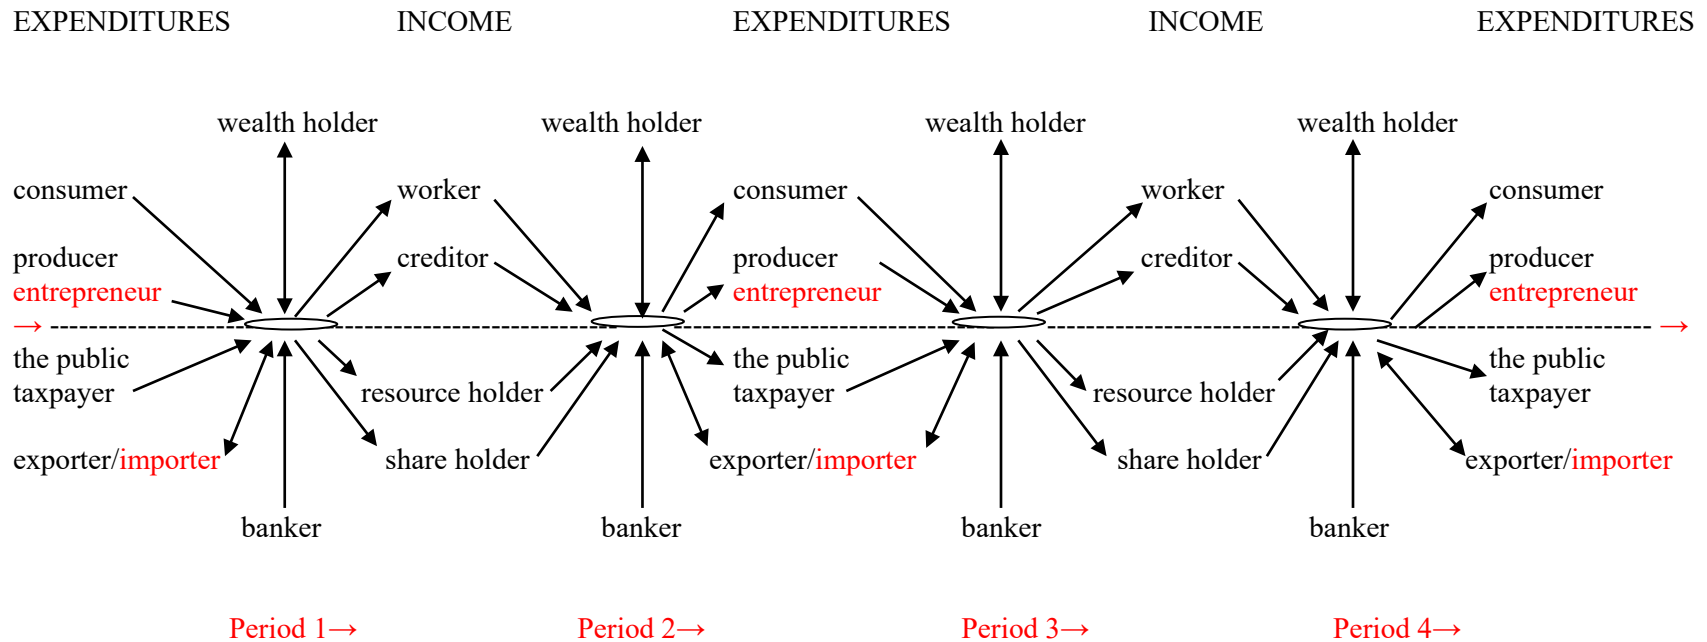 EXPENDITURES INCOME EXPENDITURES INCOME EXPENDITURES
wealth holder wealth holder wealth holder wealth holder
consumer worker consumer worker consumer
producer creditor producer creditor producer
entrepreneur entrepreneur entrepreneur
→ →
the public the public the public
taxpayer resource holder taxpayer resource holder taxpayer
exporter/importer share holder exporter/importer share holder exporter/importer
banker banker banker banker
Period 1→ Period 2→ Period 3→ Period 4→